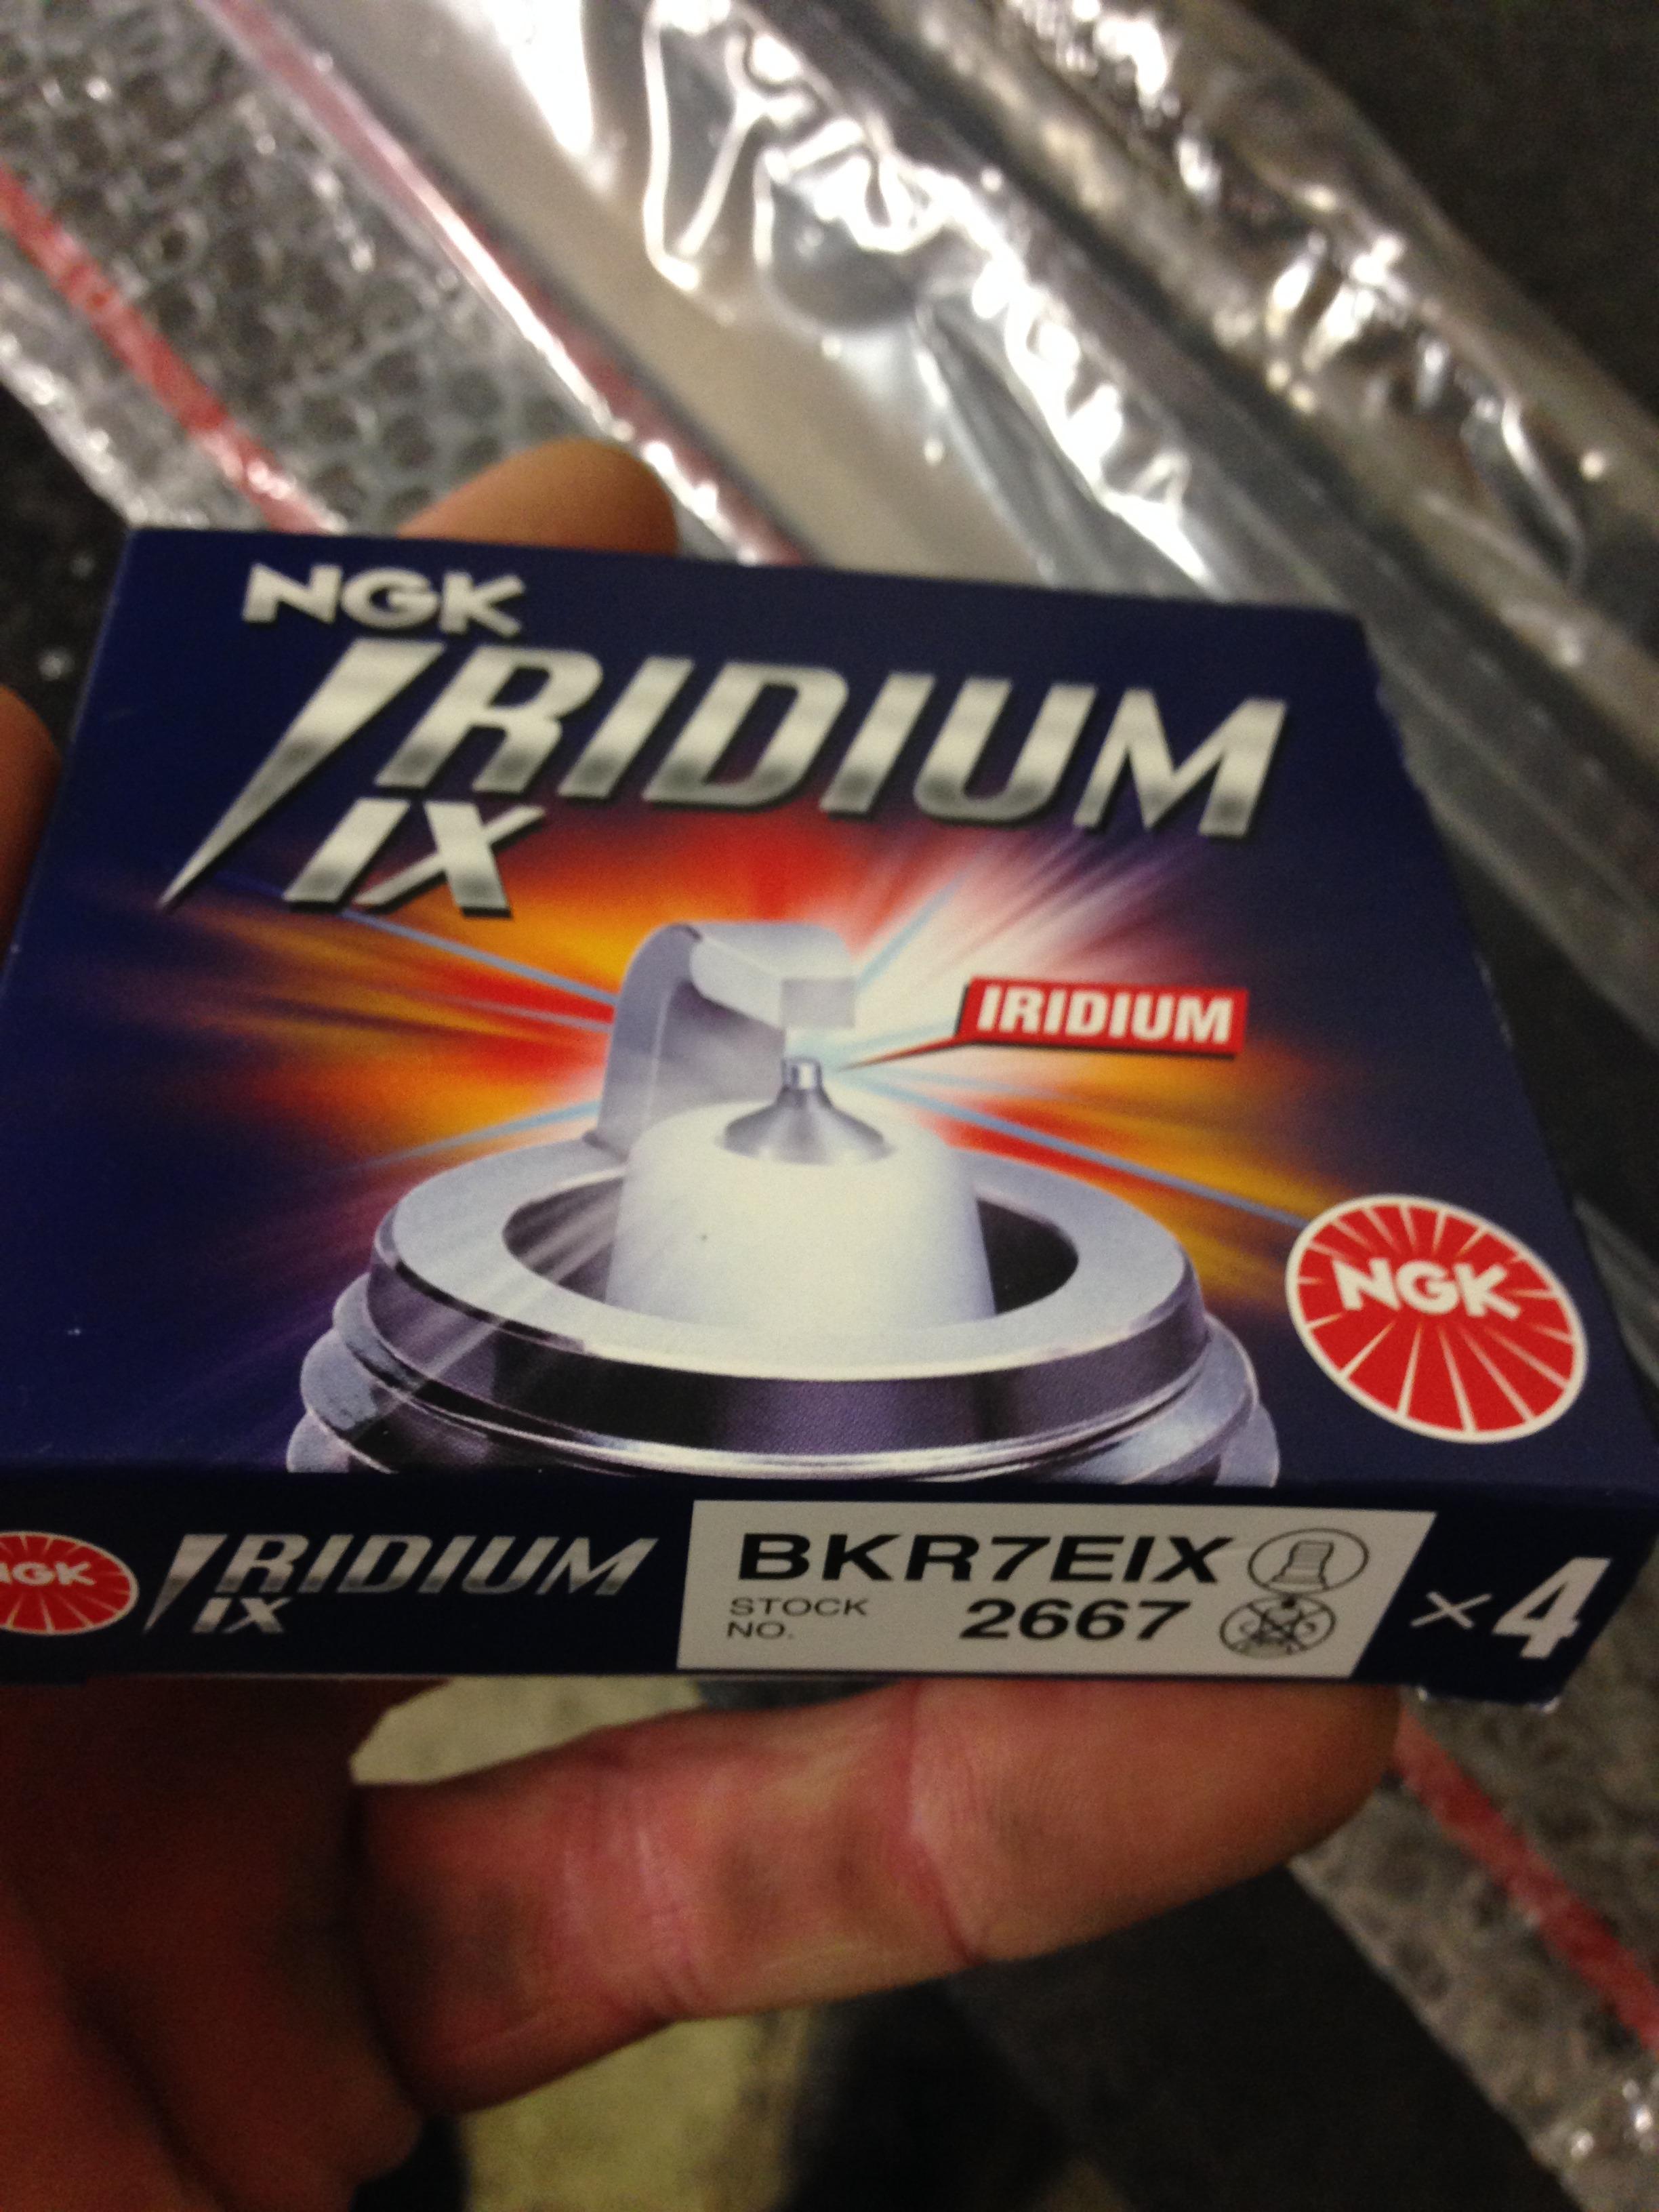 NGK
IRIDIUM
IX
IRIDIUM
NGK
NGK
IRIDIUM
IX
BKR7EIX
STOCK
NO.
2667
×4